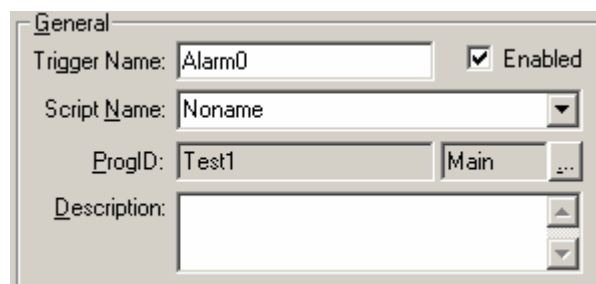 General
Trigger Name: Alarm0 Enabled
Script Name: Noname
ProgID: Test1 Main ...
Description: